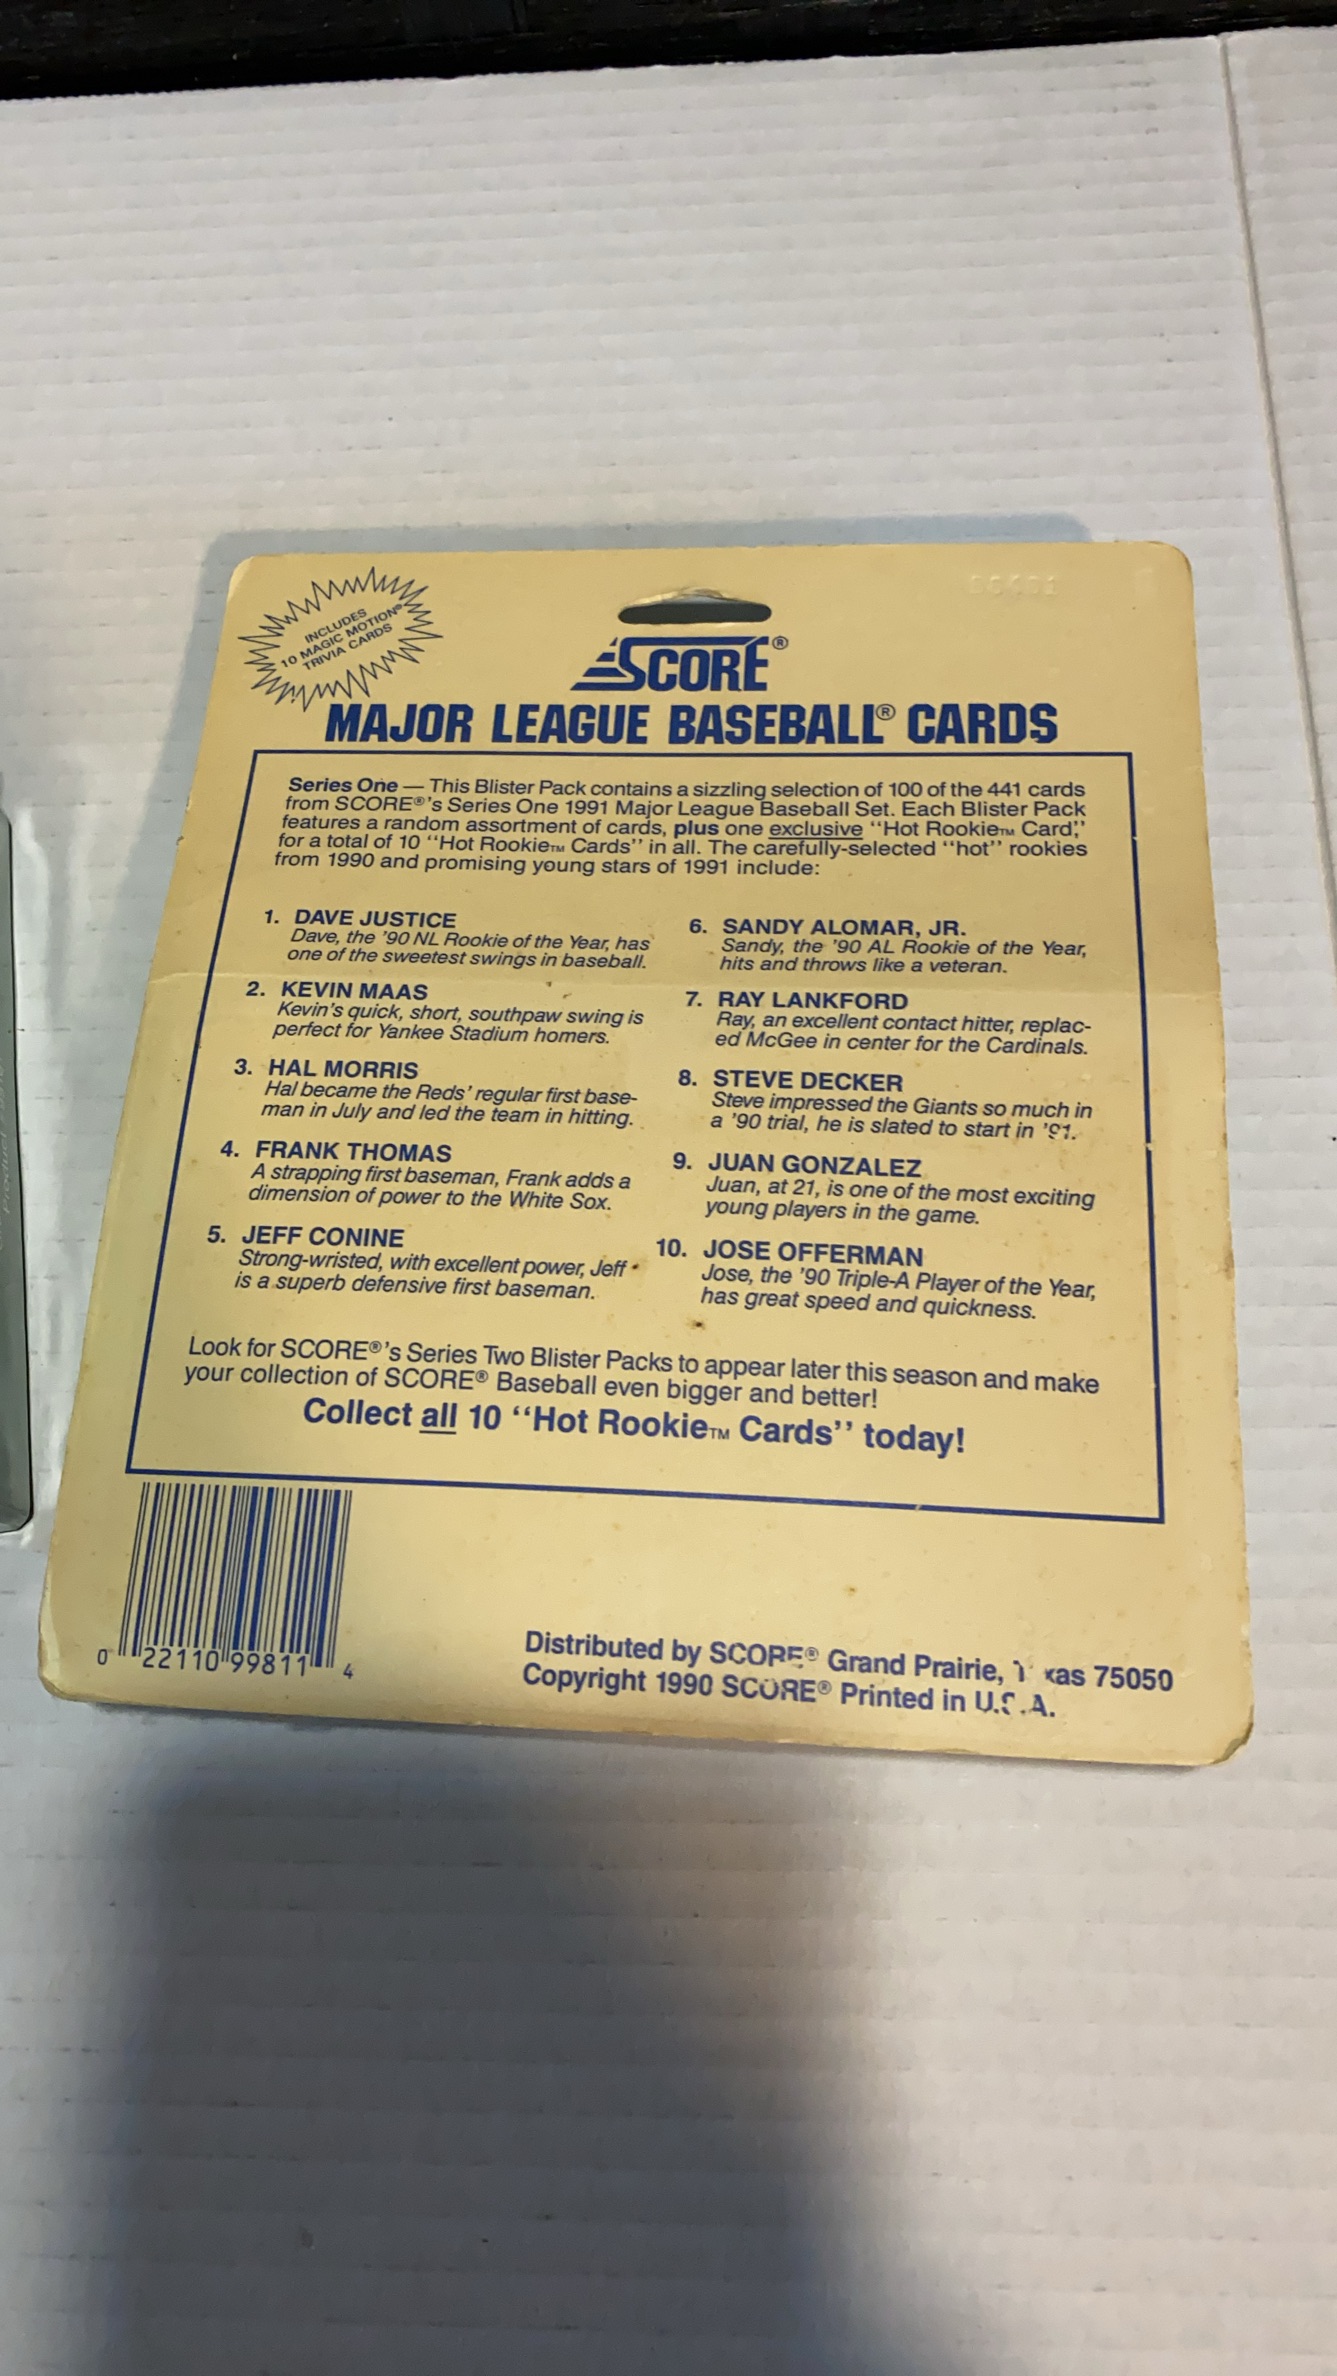 INCLUDES
10 MAGIC MOTION®
TRIVIA CARDS
SCORE®
MAJOR LEAGUE BASEBALL® CARDS
Series One — This Blister Pack contains a sizzling selection of 100 of the 441 cards
from SCORE®'s Series One 1991 Major League Baseball Set. Each Blister Pack
features a random assortment of cards, plus one exclusive "Hot Rookie™ Card,"
for a total of 10 "Hot Rookie™ Cards" in all. The carefully-selected "hot" rookies
from 1990 and promising young stars of 1991 include:
1. DAVE JUSTICE
Dave, the '90 NL Rookie of the Year, has
one of the sweetest swings in baseball.
2. KEVIN MAAS
Kevin's quick, short, southpaw swing is
perfect for Yankee Stadium homers.
3. HAL MORRIS
Hal became the Reds' regular first base-
man in July and led the team in hitting.
4. FRANK THOMAS
A strapping first baseman, Frank adds a
dimension of power to the White Sox.
5. JEFF CONINE
Strong-wristed, with excellent power, Jeff
is a superb defensive first baseman.
6. SANDY ALOMAR, JR.
Sandy, the '90 AL Rookie of the Year,
hits and throws like a veteran.
7. RAY LANKFORD
Ray, an excellent contact hitter, replac-
ed McGee in center for the Cardinals.
8. STEVE DECKER
Steve impressed the Giants so much in
a '90 trial, he is slated to start in '91.
9. JUAN GONZALEZ
Juan, at 21, is one of the most exciting
young players in the game.
10. JOSE OFFERMAN
Jose, the '90 Triple-A Player of the Year,
has great speed and quickness.
Look for SCORE®'s Series Two Blister Packs to appear later this season and make
your collection of SCORE® Baseball even bigger and better!
Collect all 10 "Hot Rookie™ Cards" today!
0 22110 99811 4
Distributed by SCORE® Grand Prairie, Texas 75050
Copyright 1990 SCORE® Printed in U.S.A.